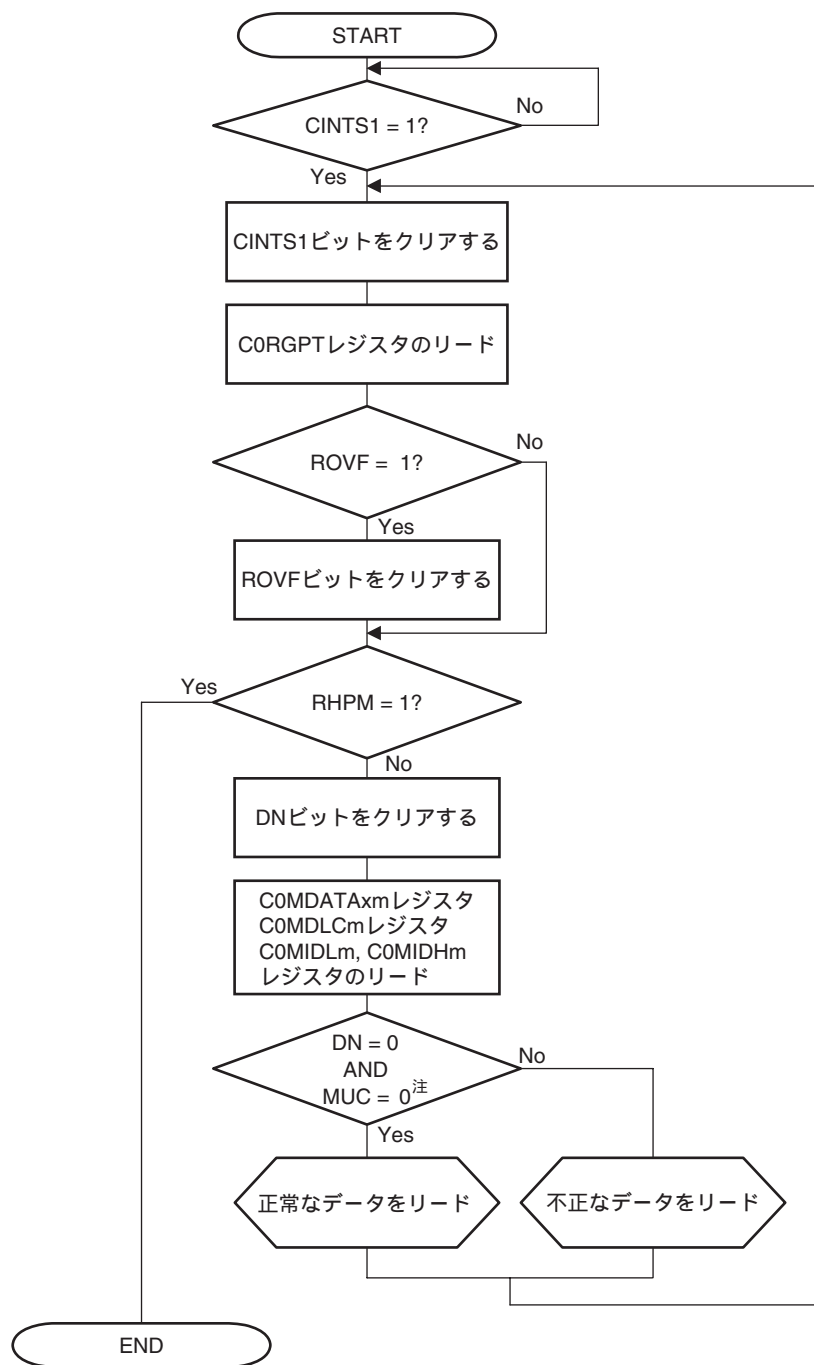 START
CINTS1 = 1?
No
Yes
CINTS1ビットをクリアする
C0RGPTレジスタのリード
ROVF = 1?
No
Yes
ROVFビットをクリアする
Yes
RHPM = 1?
No
DNビットをクリアする
C0MDATAxmレジスタ
C0MDLCmレジスタ
C0MIDLm, C0MIDHm
レジスタのリード
DN = 0
AND
MUC = 0注
No
Yes
正常なデータをリード
不正なデータをリード
END